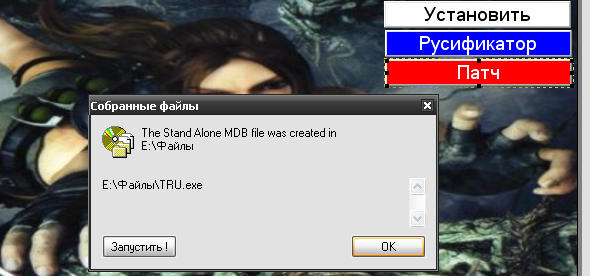 Установить
Русификатор
Патч
Собранные файлы
The Stand Alone MDB file was created in
E:\Файлы
E:\Файлы\TRU.exe
Запустить !
OK